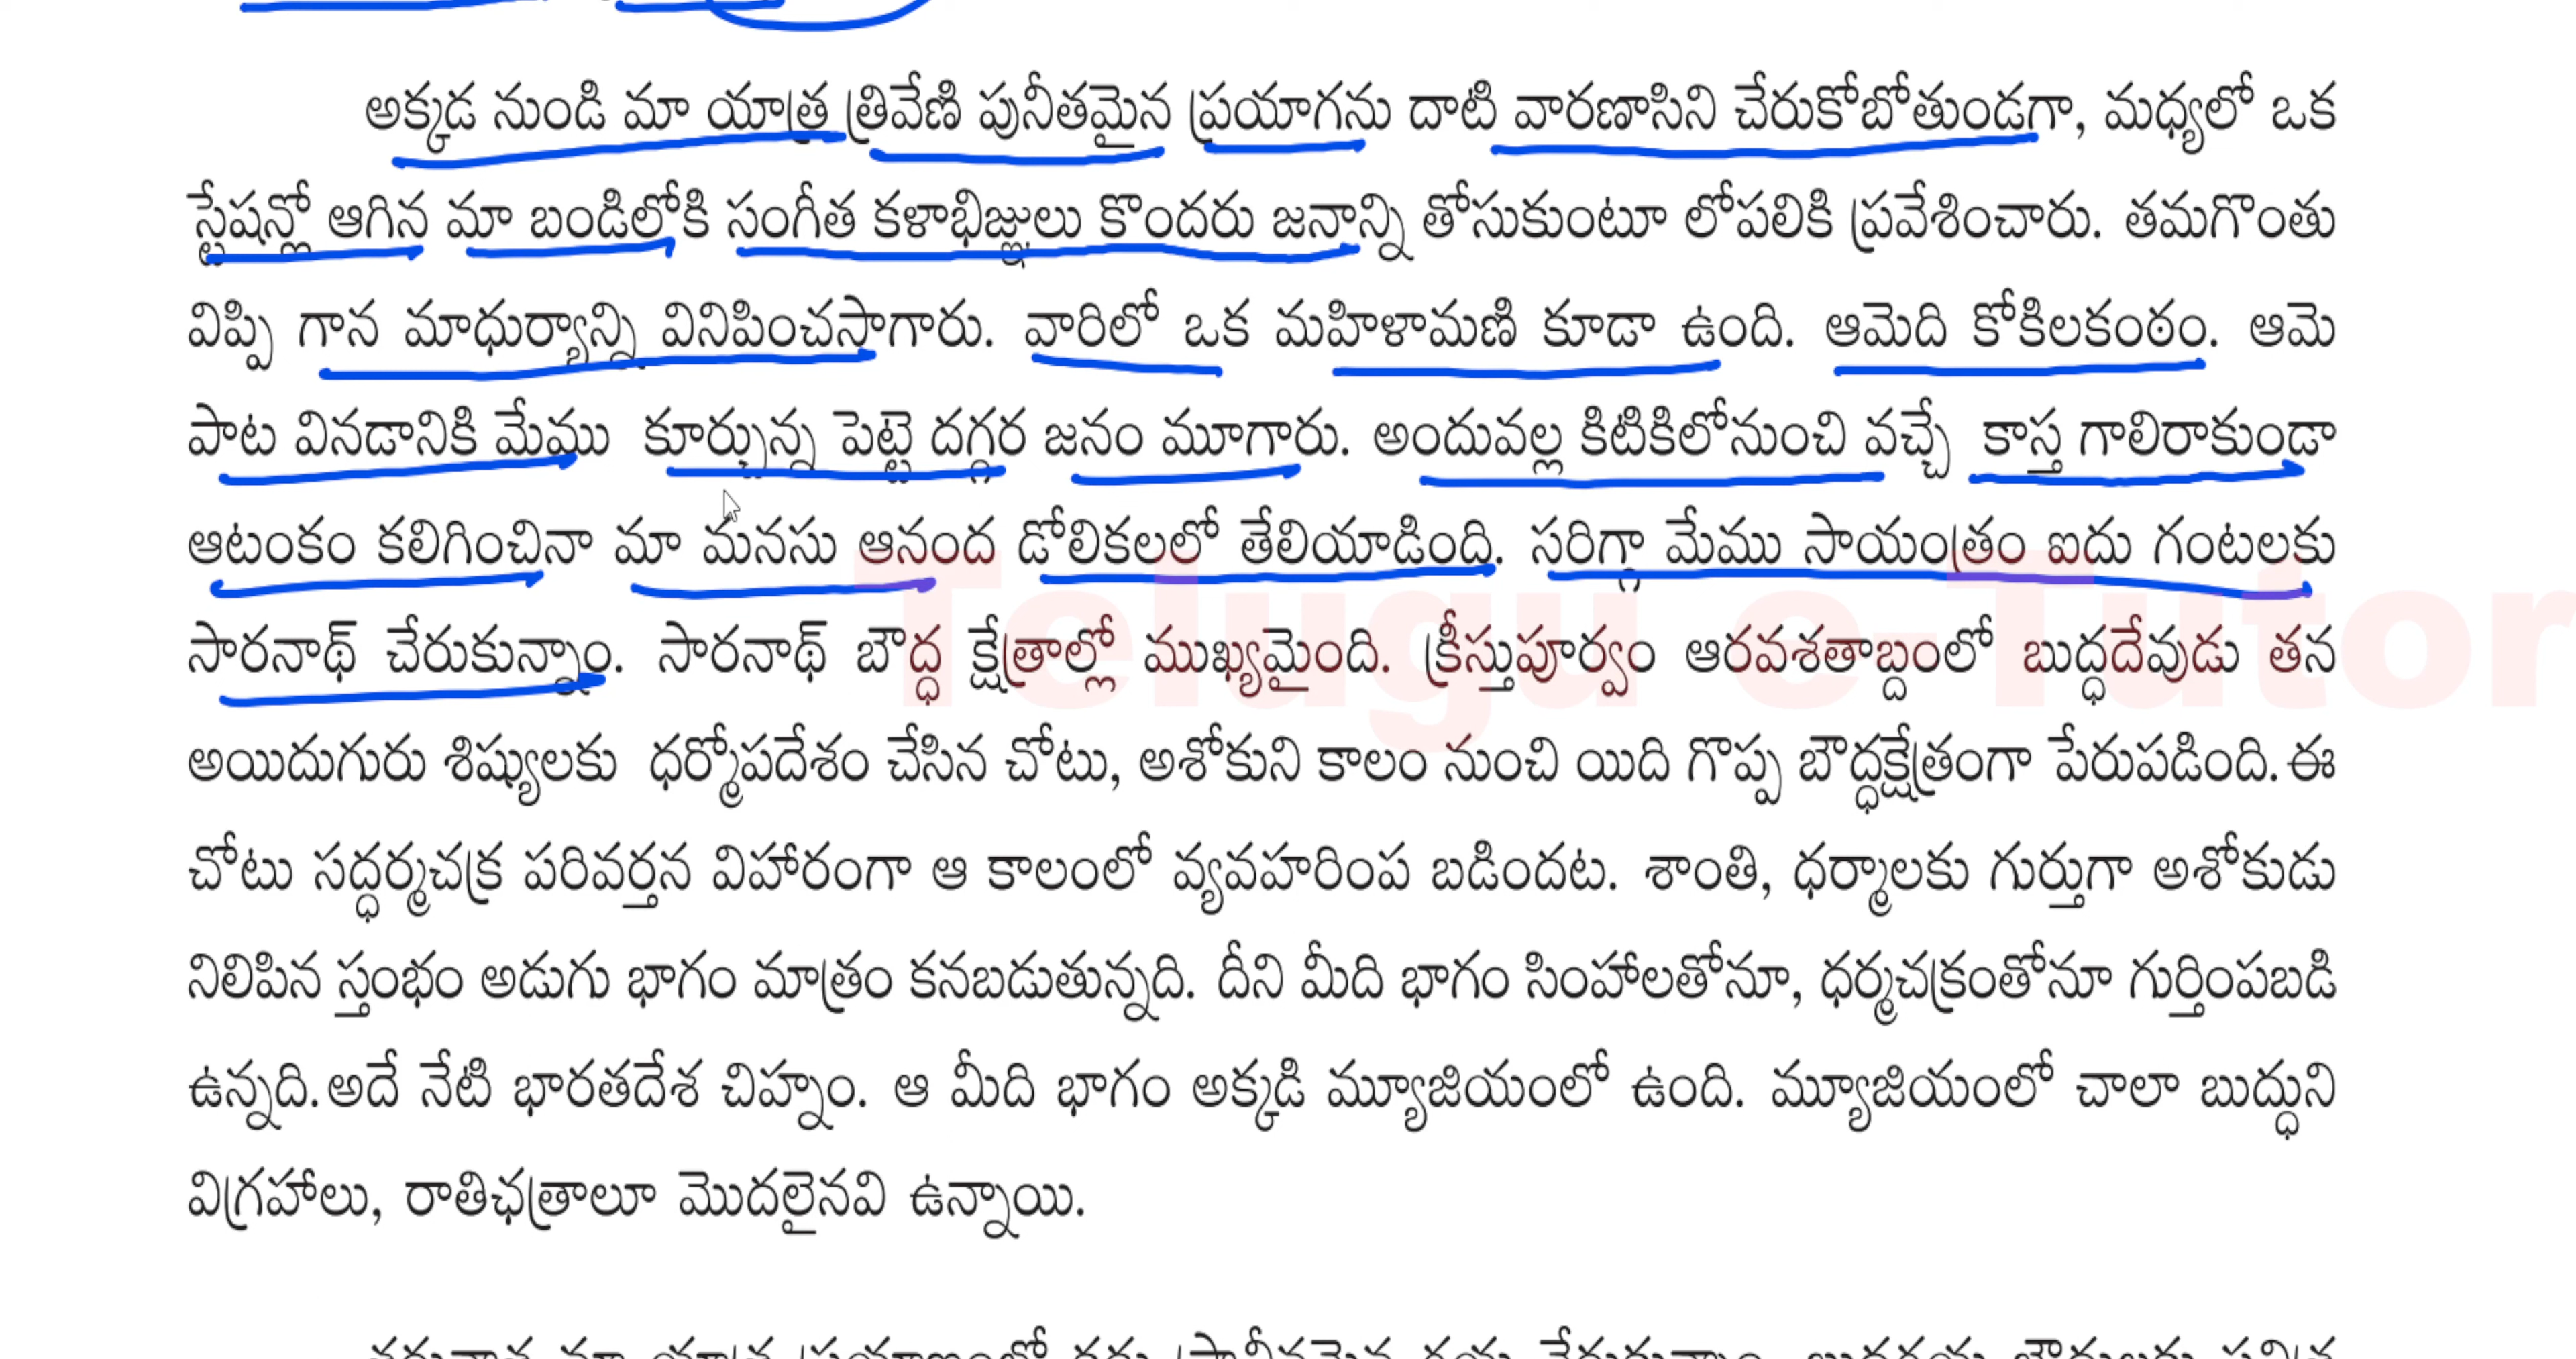 అక్కడ నుండి మా యాత్ర త్రివేణి పునీతమైన ప్రయాగను దాటి వారణాసిని చేరుకోబోతుండగా, మధ్యలో ఒక
స్టేషన్లో ఆగిన మా బండిలోకి సంగీత కళాభిజ్ఞులు కొందరు జనాన్ని తోసుకుంటూ లోపలికి ప్రవేశించారు. తమగొంతు
విప్పి గాన మాధుర్యాన్ని వినిపించసాగారు. వారిలో ఒక మహిళామణి కూడా ఉంది. ఆమెది కోకిలకంఠం. ఆమె
పాట వినడానికి మేము కూర్చున్న పెట్టె దగ్గర జనం మూగారు. అందువల్ల కిటికిలోనుంచి వచ్చే కాస్త గాలిరాకుండా
ఆటంకం కలిగించినా మా మనసు ఆనంద డోలికలలో తేలియాడింది. సరిగ్గా మేము సాయంత్రం ఐదు గంటలకు
సారనాథ్ చేరుకున్నాం. సారనాథ్ బౌద్ధ క్షేత్రాల్లో ముఖ్యమైంది. క్రీస్తుపూర్వం ఆరవశతాబ్దంలో బుద్ధదేవుడు తన
అయిదుగురు శిష్యులకు ధర్మోపదేశం చేసిన చోటు, అశోకుని కాలం నుంచి యిది గొప్ప బౌద్ధక్షేత్రంగా పేరుపడింది. ఈ
చోటు సద్ధర్మచక్ర పరివర్తన విహారంగా ఆ కాలంలో వ్యవహరింప బడిందట. శాంతి, ధర్మాలకు గుర్తుగా అశోకుడు
నిలిపిన స్తంభం అడుగు భాగం మాత్రం కనబడుతున్నది. దీని మీది భాగం సింహాలతోనూ, ధర్మచక్రంతోనూ గుర్తింపబడి
ఉన్నది. అదే నేటి భారతదేశ చిహ్నం. ఆ మీది భాగం అక్కడి మ్యూజియంలో ఉంది. మ్యూజియంలో చాలా బుద్ధుని
విగ్రహాలు, రాతిఛత్రాలూ మొదలైనవి ఉన్నాయి.
Telugu e-Tutor